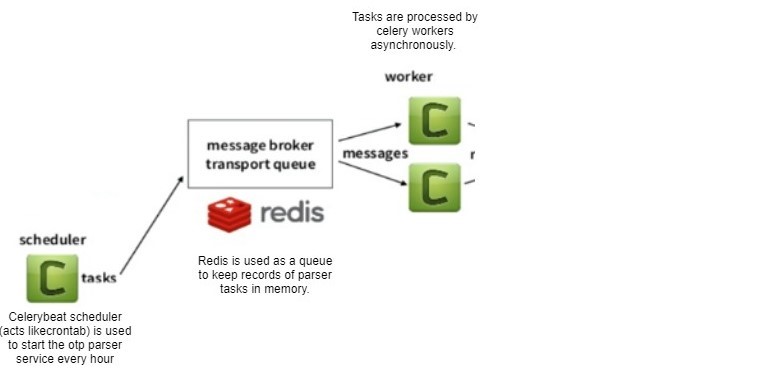 Tasks are processed by
celery workers
asynchronously.
worker
C
message broker
transport queue
messages
C
redis
Redis is used as a queue
to keep records of parser
tasks in memory.
scheduler
C
tasks
Celerybeat scheduler
(acts likecrontab) is used
to start the otp parser
service every hour